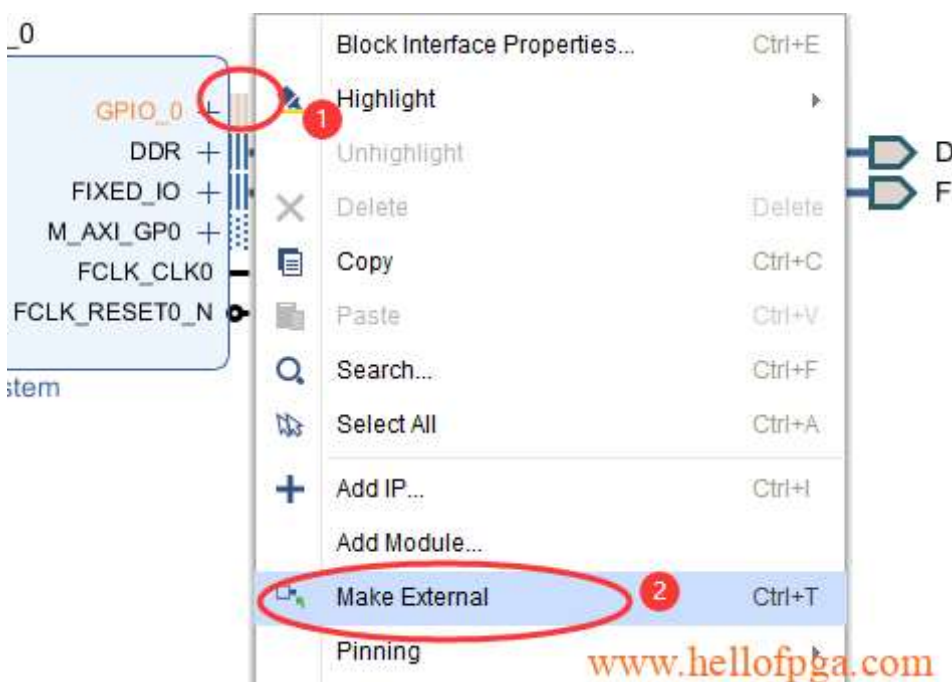 _0
GPIO_0
DDR
FIXED_IO
M_AXI_GP0
FCLK_CLK0
FCLK_RESET0_N
stem
Block Interface Properties... Ctrl+E
1
Highlight
Unhighlight
Delete Delete
Copy Ctrl+C
Paste Ctrl+V
Search... Ctrl+F
Select All Ctrl+A
Add IP... Ctrl+I
Add Module...
Make External 2 Ctrl+T
Pinning
D
F
www.hellofpga.com